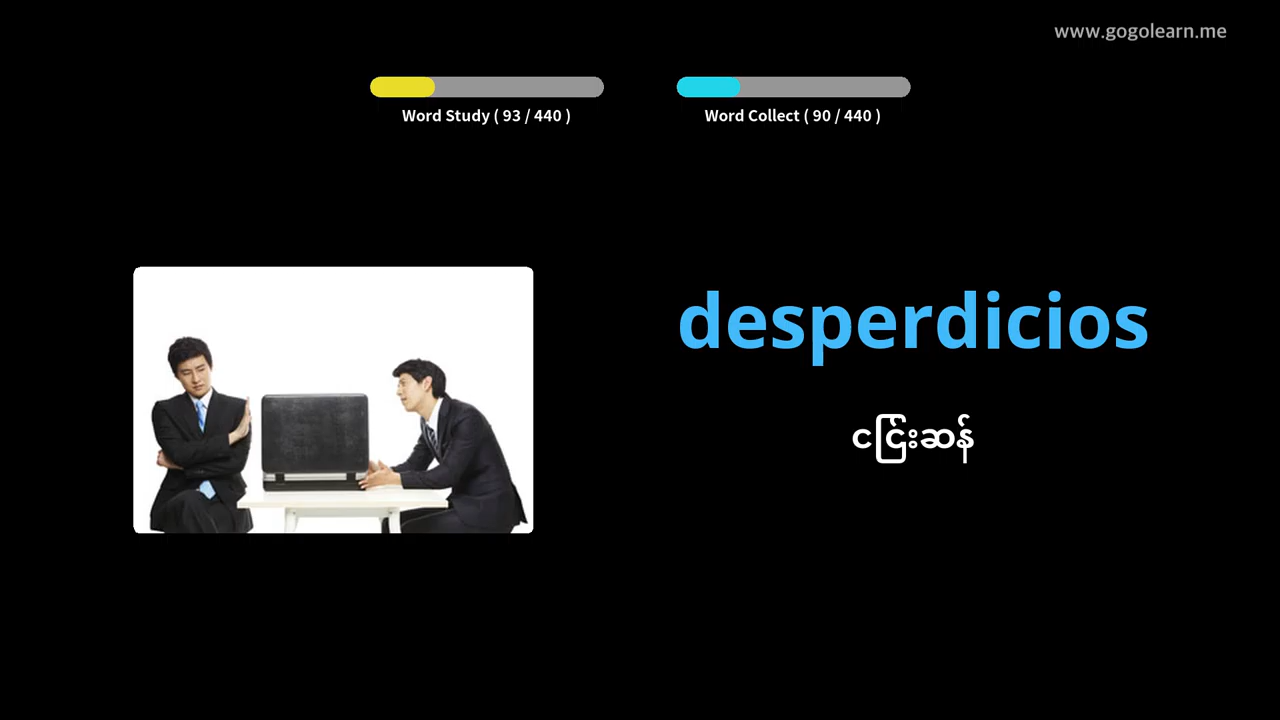 www.gogolearn.me
Word Study ( 93 / 440 )
Word Collect ( 90 / 440 )
desperdicios
ငြင်းဆန်